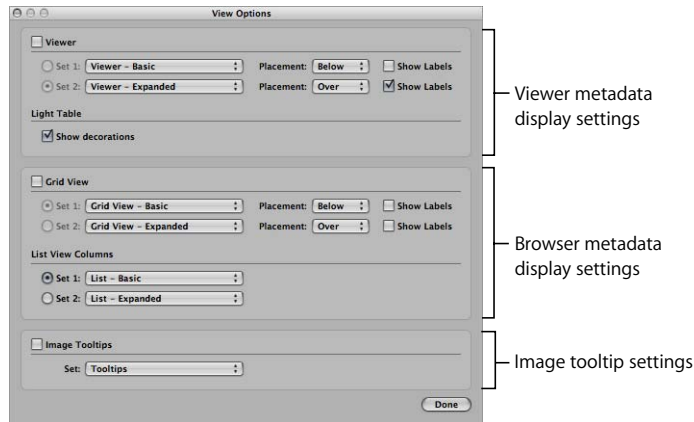 View Options
Viewer
Set 1: Viewer – Basic Placement: Below Show Labels
Set 2: Viewer – Expanded Placement: Over Show Labels
Light Table
Show decorations
Viewer metadata
display settings
Grid View
Set 1: Grid View – Basic Placement: Below Show Labels
Set 2: Grid View – Expanded Placement: Over Show Labels
List View Columns
Set 1: List – Basic
Set 2: List – Expanded
Browser metadata
display settings
Image Tooltips
Set: Tooltips
Image tooltip settings
Done